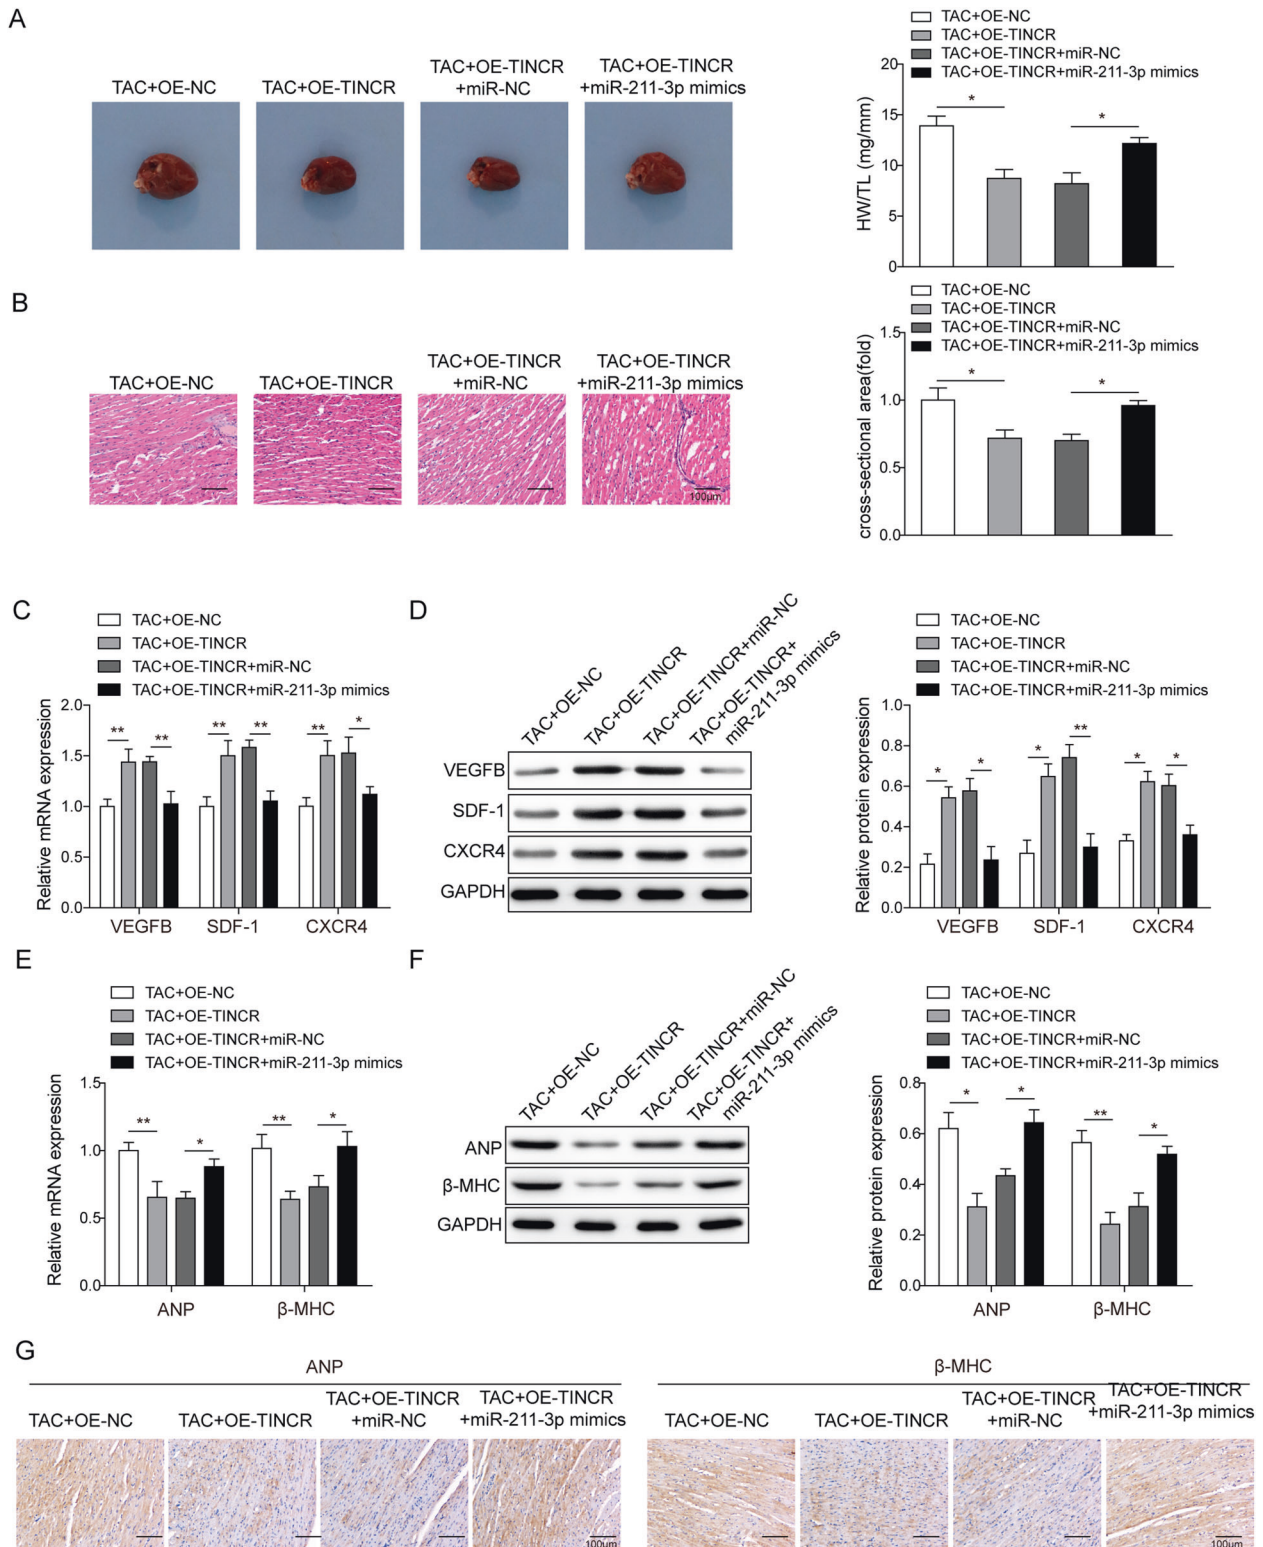 A
TAC+OE-NC
TAC+OE-TINCR
TAC+OE-TINCR
+miR-NC
TAC+OE-TINCR
+miR-211-3p mimics
TAC+OE-NC
TAC+OE-TINCR
TAC+OE-TINCR+miR-NC
TAC+OE-TINCR+miR-211-3p mimics
HW/TL (mg/mm)
20
15
10
5
0
*
*
B
TAC+OE-NC
TAC+OE-TINCR
TAC+OE-TINCR
+miR-NC
TAC+OE-TINCR
+miR-211-3p mimics
100μm
TAC+OE-NC
TAC+OE-TINCR
TAC+OE-TINCR+miR-NC
TAC+OE-TINCR+miR-211-3p mimics
cross-sectional area(fold)
1.5
1.0
0.5
0.0
*
*
C
TAC+OE-NC
TAC+OE-TINCR
TAC+OE-TINCR+miR-NC
TAC+OE-TINCR+miR-211-3p mimics
Relative mRNA expression
2.0
1.5
1.0
0.5
0.0
** ** ** ** ** *
VEGFB SDF-1 CXCR4
D
TAC+OE-NC
TAC+OE-TINCR
TAC+OE-TINCR+miR-NC
TAC+OE-TINCR+
miR-211-3p mimics
VEGFB
SDF-1
CXCR4
GAPDH
TAC+OE-NC
TAC+OE-TINCR
TAC+OE-TINCR+miR-NC
TAC+OE-TINCR+miR-211-3p mimics
Relative protein expression
1.0
0.8
0.6
0.4
0.2
0.0
* * * ** * *
VEGFB SDF-1 CXCR4
E
TAC+OE-NC
TAC+OE-TINCR
TAC+OE-TINCR+miR-NC
TAC+OE-TINCR+miR-211-3p mimics
Relative mRNA expression
1.5
1.0
0.5
0.0
** * ** *
ANP β-MHC
F
TAC+OE-NC
TAC+OE-TINCR
TAC+OE-TINCR+miR-NC
TAC+OE-TINCR+
miR-211-3p mimics
ANP
β-MHC
GAPDH
TAC+OE-NC
TAC+OE-TINCR
TAC+OE-TINCR+miR-NC
TAC+OE-TINCR+miR-211-3p mimics
Relative protein expression
0.8
0.6
0.4
0.2
0.0
* * ** *
ANP β-MHC
G
ANP
TAC+OE-NC
TAC+OE-TINCR
TAC+OE-TINCR
+miR-NC
TAC+OE-TINCR
+miR-211-3p mimics
100μm
β-MHC
TAC+OE-NC
TAC+OE-TINCR
TAC+OE-TINCR
+miR-NC
TAC+OE-TINCR
+miR-211-3p mimics
100μm